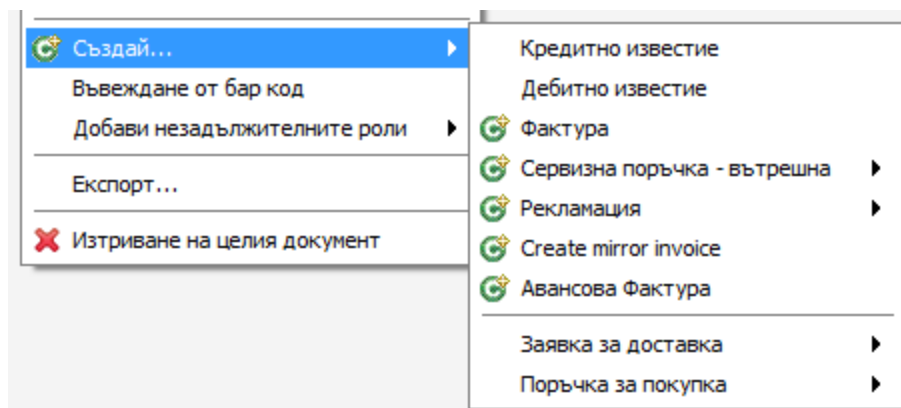 Създай...
Въвеждане от бар код
Добави незадължителните роли
Експорт...
Изтриване на целия документ
Кредитно известие
Дебитно известие
Фактура
Сервизна поръчка - вътрешна
Рекламация
Create mirror invoice
Авансова Фактура
Заявка за доставка
Поръчка за покупка